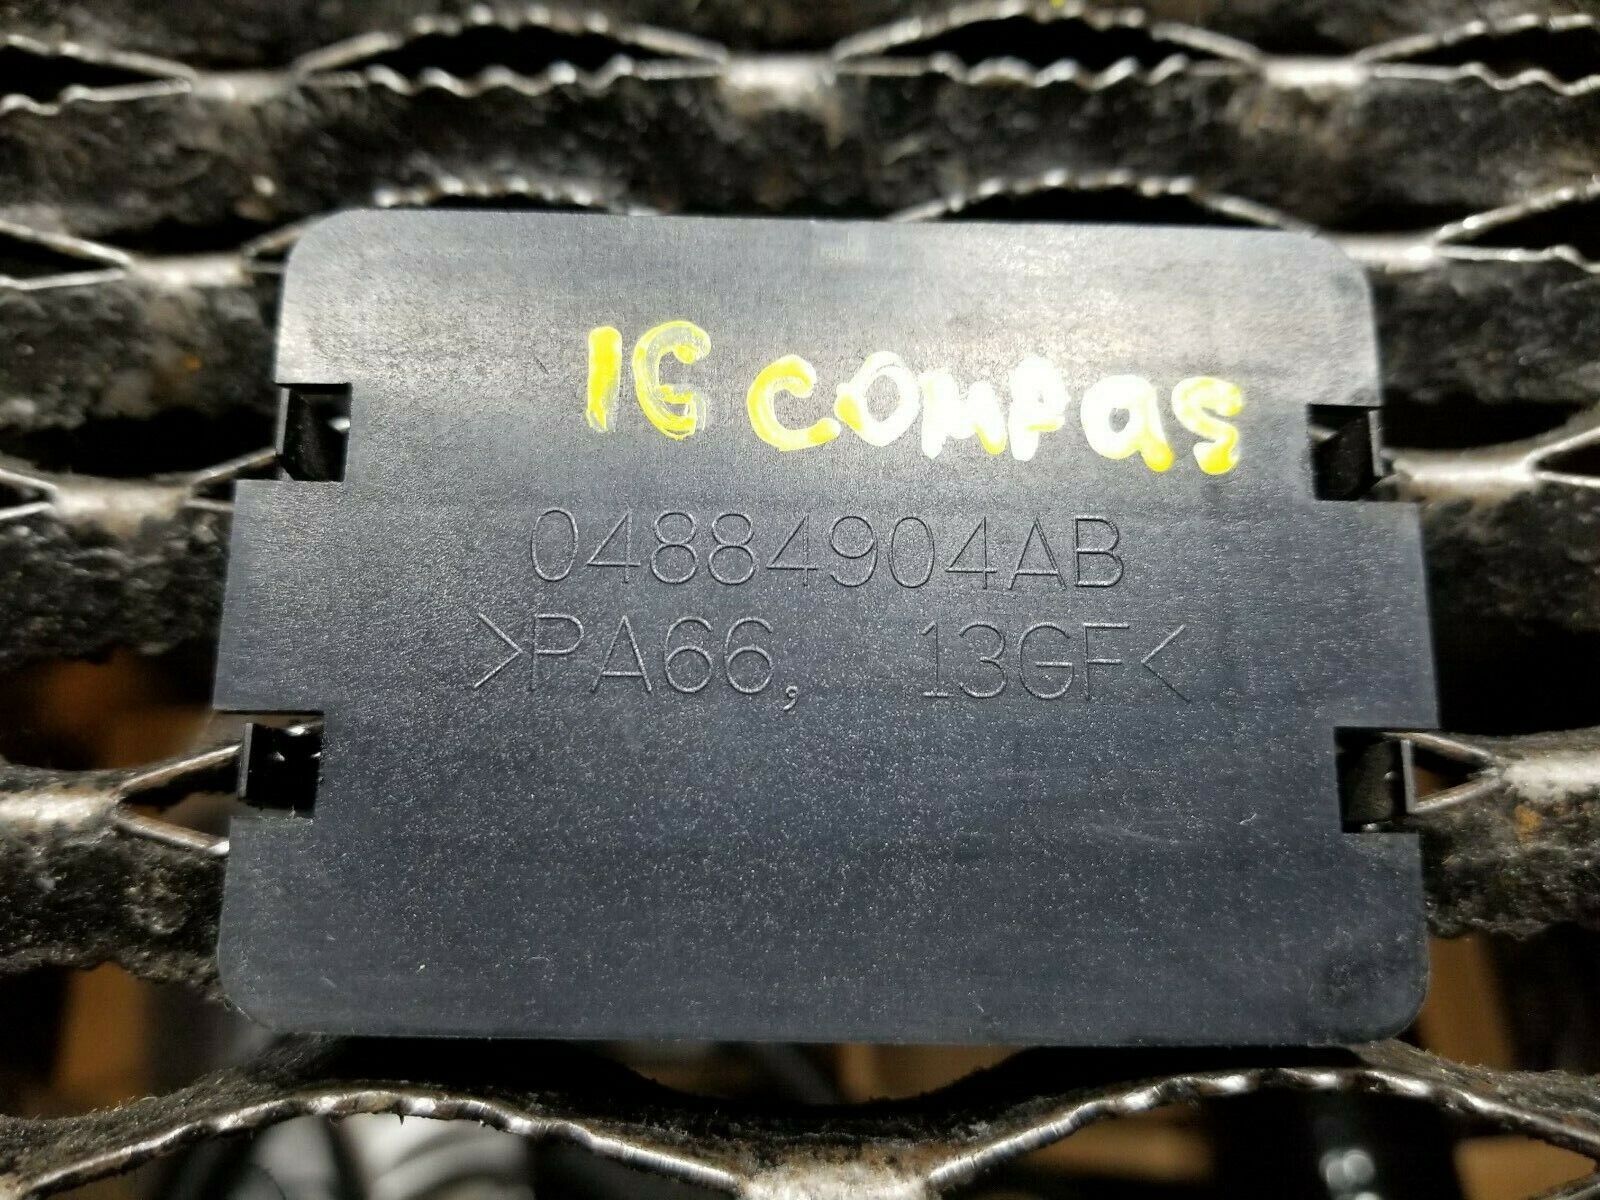 16 COMPas
04884904AB
>PA66, 13GF<